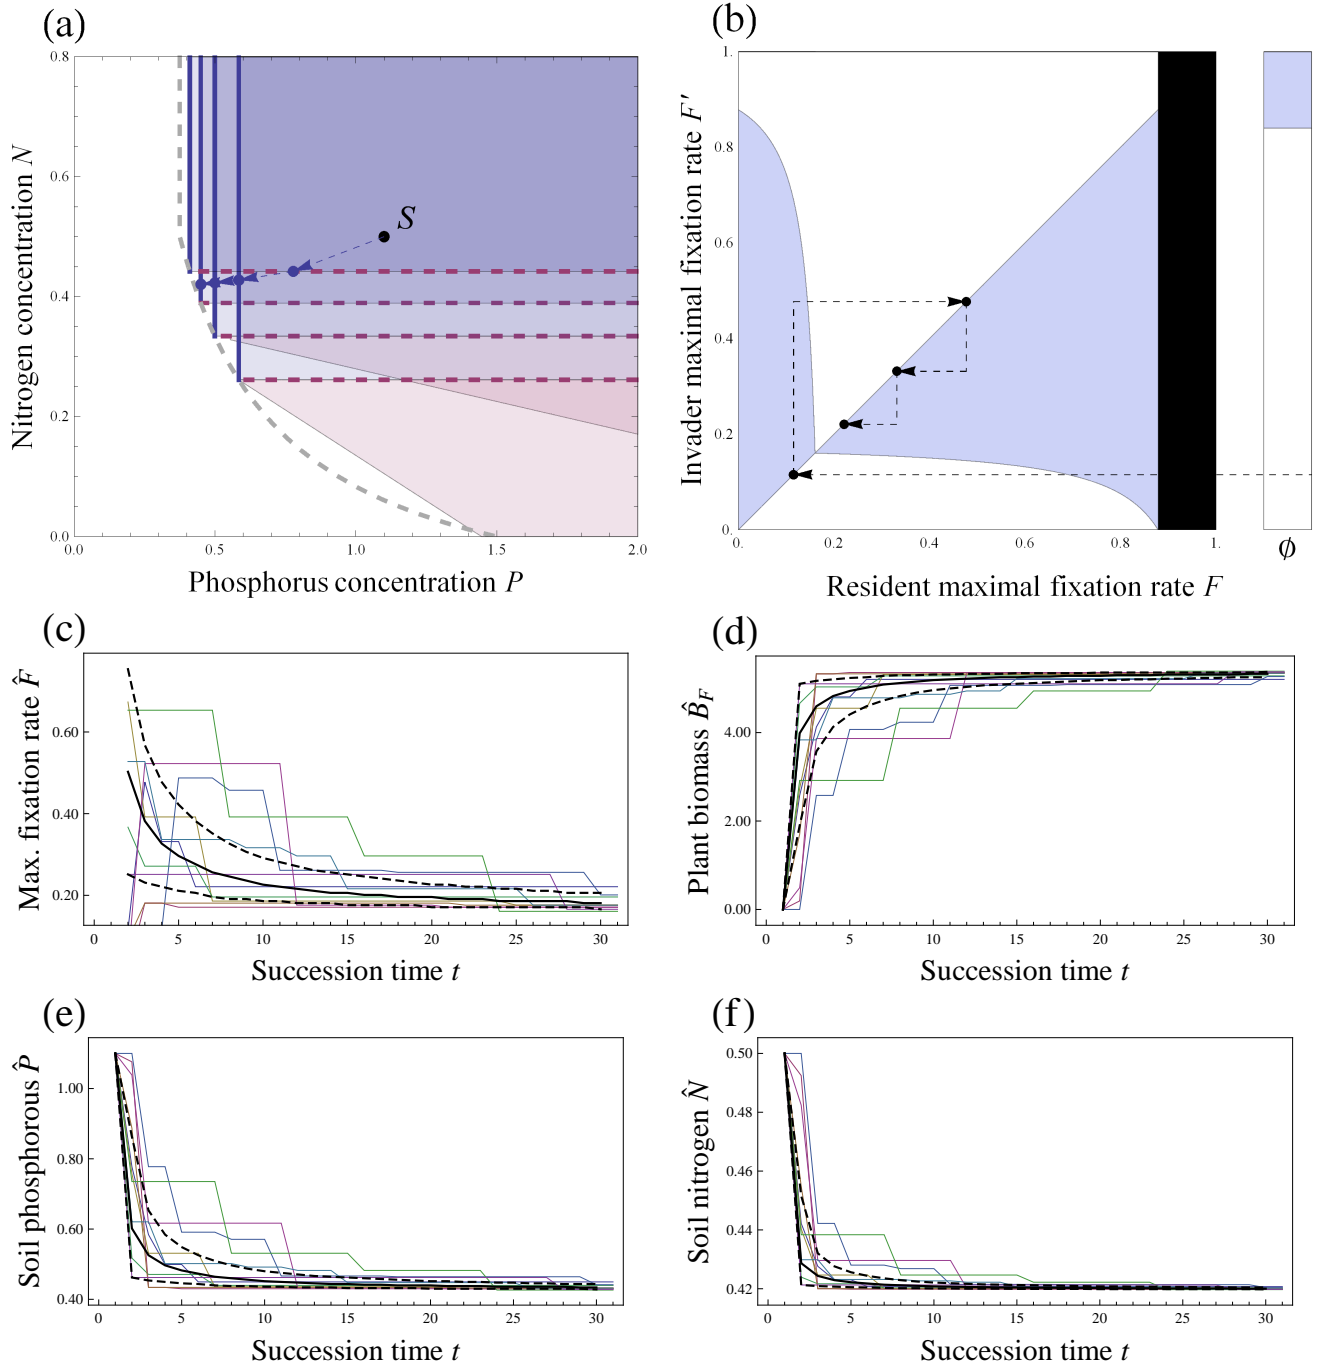 (a)
Nitrogen concentration N
0.8
0.6
0.4
0.2
0.0
S
0.0 0.5 1.0 1.5 2.0
Phosphorus concentration P
(b)
Invader maximal fixation rate F′
1.
0.8
0.6
0.4
0.2
0.
0. 0.2 0.4 0.6 0.8 1.
ϕ
Resident maximal fixation rate F
(c)
Max. fixation rate F̂
0.60
0.40
0.20
0 5 10 15 20 25 30
Succession time t
(d)
Plant biomass B̂F
4.00
2.00
0.00
0 5 10 15 20 25 30
Succession time t
(e)
Soil phosphorous P̂
1.00
0.80
0.60
0.40
0 5 10 15 20 25 30
Succession time t
(f)
Soil nitrogen N̂
0.50
0.48
0.46
0.44
0.42
0 5 10 15 20 25 30
Succession time t